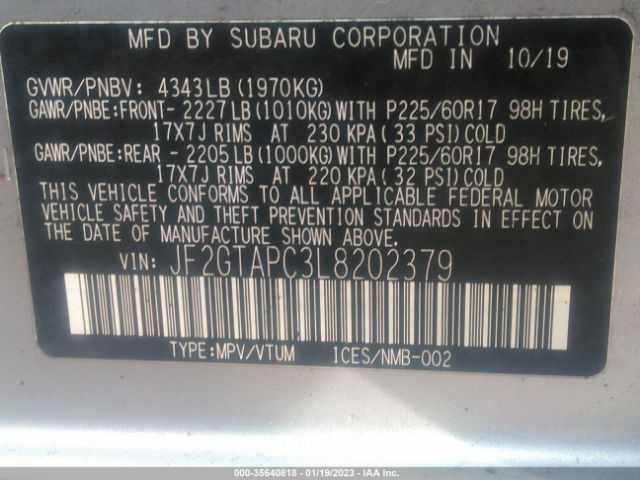 MFD BY SUBARU CORPORATION
MFD IN 10/19
GVWR/PNBV: 4343LB(1970KG)
GAWR/PNBE:FRONT-2227LB(1010KG)WITH P225/60R17 98H TIRES,
17X7J RIMS AT 230 KPA(33 PSI)COLD
GAWR/PNBE:REAR -2205LB(1000KG)WITH P225/60R17 98H TIRES,
17X7J RIMS AT 220 KPA(32 PSI)COLD
THIS VEHICLE CONFORMS TO ALL APPLICABLE FEDERAL MOTOR
VEHICLE SAFETY AND THEFT PREVENTION STANDARDS IN EFFECT ON
THE DATE OF MANUFACTURE SHOWN ABOVE.
VIN: JF2GTAPC3L8202379
TYPE:MPV/VTUM ICES/NMB-002
000-35640818 - 01/19/2023 - IAA Inc.